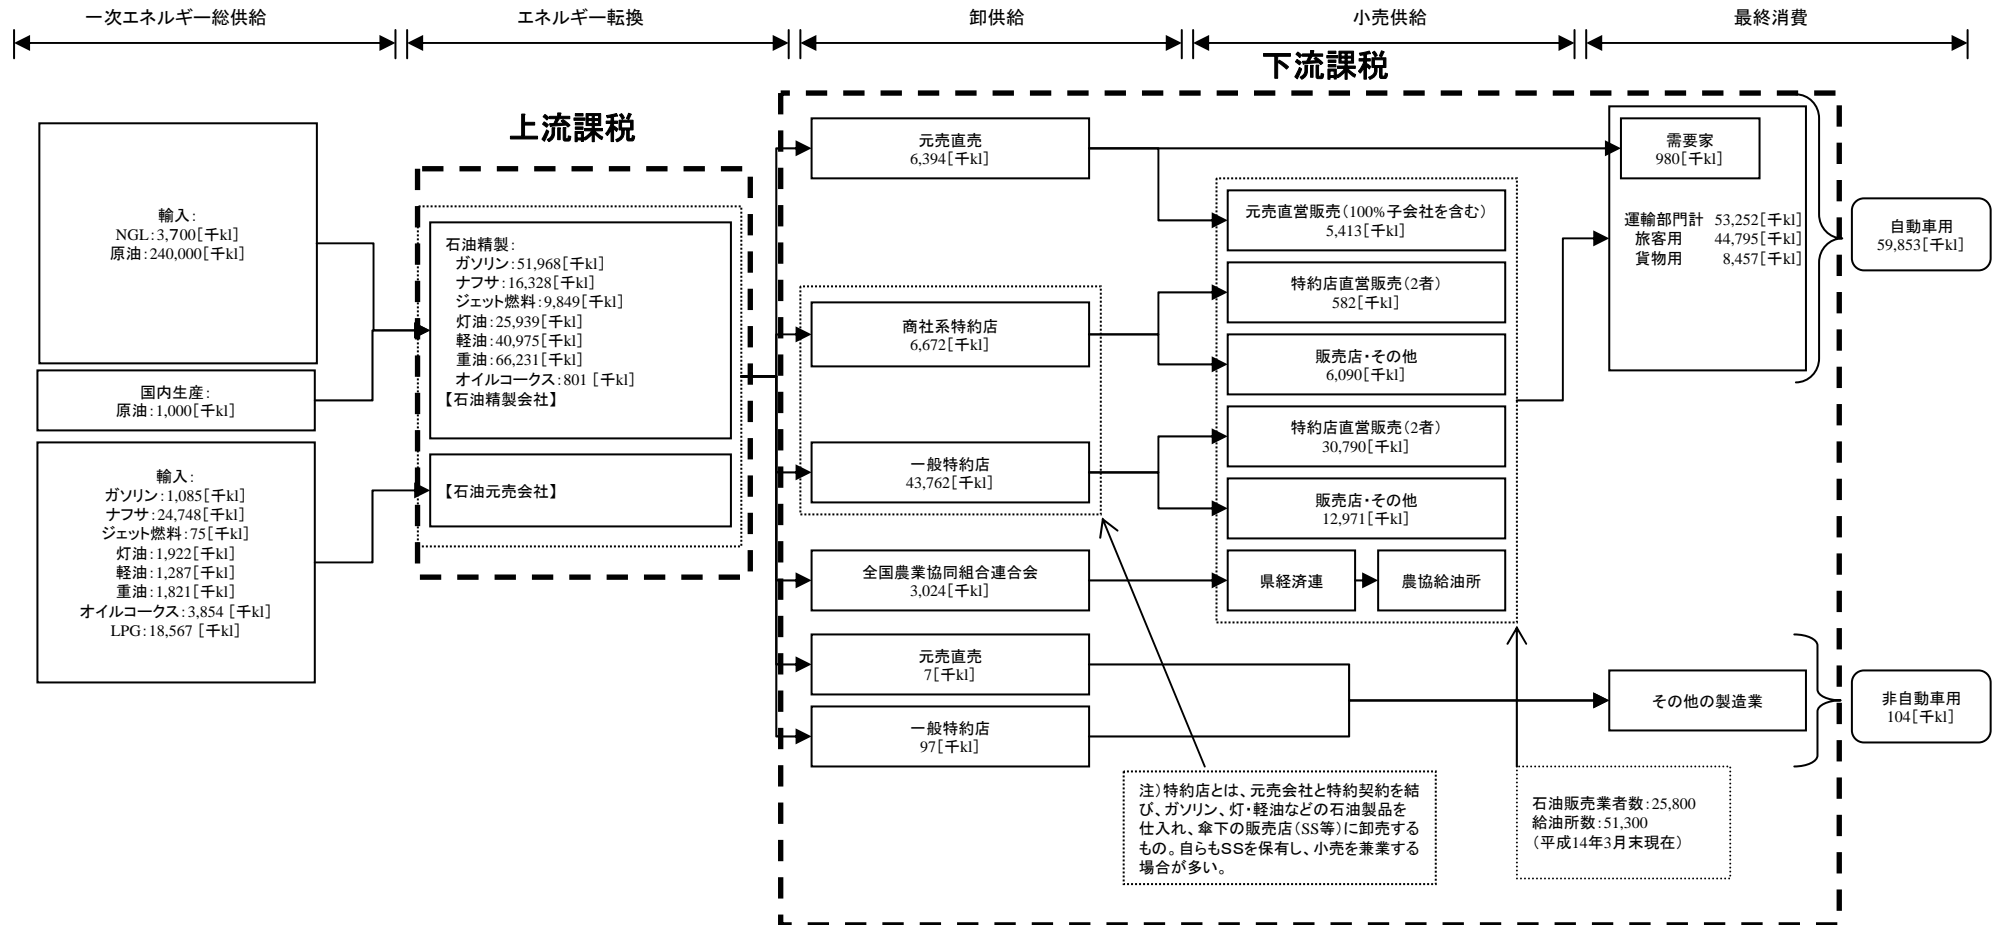 一次エネルギー総供給
エネルギー転換
卸供給
小売供給
最終消費
下流課税
上流課税
輸入：
NGL：3,700[千kl]
原油：240,000[千kl]
国内生産：
原油：1,000[千kl]
輸入：
ガソリン：1,085[千kl]
ナフサ：24,748[千kl]
ジェット燃料：75[千kl]
灯油：1,922[千kl]
軽油：1,287[千kl]
重油：1,821[千kl]
オイルコークス：3,854 [千kl]
LPG：18,567 [千kl]
石油精製：
ガソリン：51,968[千kl]
ナフサ：16,328[千kl]
ジェット燃料：9,849[千kl]
灯油：25,939[千kl]
軽油：40,975[千kl]
重油：66,231[千kl]
オイルコークス：801 [千kl]
【石油精製会社】
【石油元売会社】
元売直売
6,394[千kl]
商社系特約店
6,672[千kl]
一般特約店
43,762[千kl]
全国農業協同組合連合会
3,024[千kl]
元売直売
7[千kl]
一般特約店
97[千kl]
元売直営販売（100%子会社を含む）
5,413[千kl]
特約店直営販売（2者）
582[千kl]
販売店・その他
6,090[千kl]
特約店直営販売（2者）
30,790[千kl]
販売店・その他
12,971[千kl]
県経済連
農協給油所
需要家
980[千kl]
運輸部門計 53,252[千kl]
旅客用 44,795[千kl]
貨物用 8,457[千kl]
その他の製造業
自動車用
59,853[千kl]
非自動車用
104[千kl]
注）特約店とは、元売会社と特約契約を結
び、ガソリン、灯・軽油などの石油製品を
仕入れ、傘下の販売店（SS等）に卸売する
もの。自らもＳＳを保有し、小売を兼業する
場合が多い。
石油販売業者数：25,800
給油所数：51,300
（平成14年3月末現在）